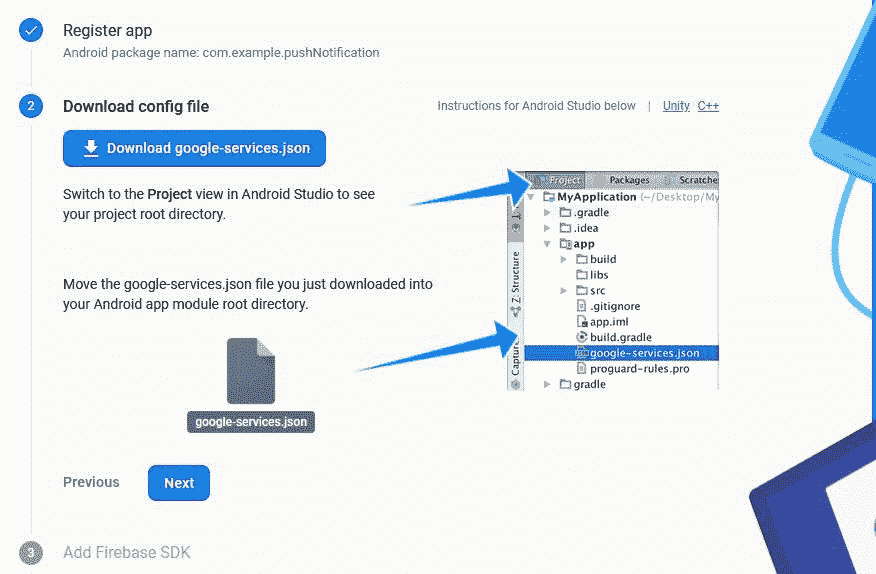 Register app
Android package name: com.example.pushNotification
2
Download config file
Instructions for Android Studio below | Unity C++
Download google-services.json
Switch to the Project view in Android Studio to see
your project root directory.
Project Packages Scratche
MyApplication (~/Desktop/My
.gradle
.idea
app
build
libs
src
.gitignore
app.iml
build.gradle
google-services.json
proguard-rules.pro
gradle
Z: Structure
Capture
Move the google-services.json file you just downloaded into
your Android app module root directory.
google-services.json
Previous
Next
3
Add Firebase SDK